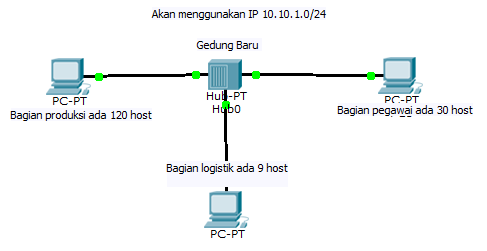 Akan menggunakan IP 10.10.1.0/24
Gedung Baru
PC-PT
Bagian produksi ada 120 host
Hub-PT
Hub0
PC-PT
Bagian pegawai ada 30 host
Bagian logistik ada 9 host
PC-PT